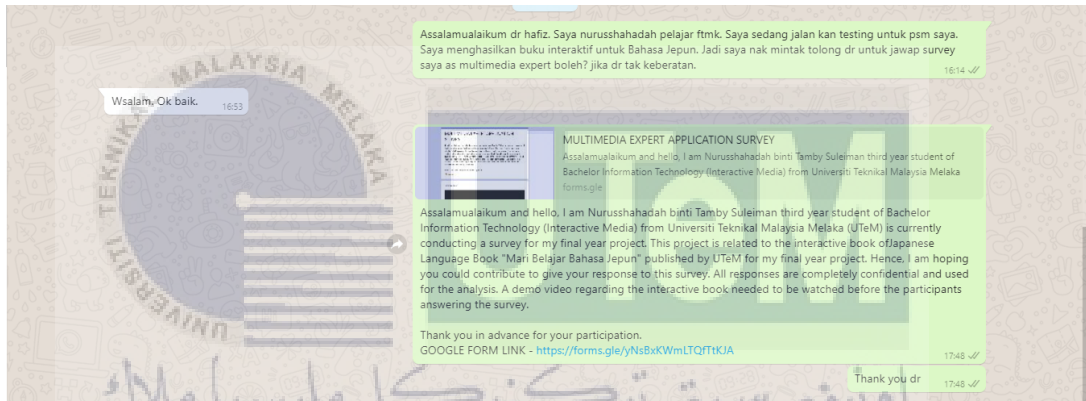 Assalamualaikum dr hafiz. Saya nurusshahadah pelajar ftmk. Saya sedang jalan kan testing untuk psm saya.
Saya menghasilkan buku interaktif untuk Bahasa Jepun. Jadi saya nak mintak tolong dr untuk jawap survey
saya as multimedia expert boleh? jika dr tak keberatan.
16:14
Wsalam, Ok baik.
16:53
MULTIMEDIA EXPERT APPLICATION SURVEY
Assalamualaikum and hello, I am Nurusshahadah binti Tamby Suleiman third year student of
Bachelor Information Technology (Interactive Media) from Universiti Teknikal Malaysia Melaka
forms.gle
Assalamualaikum and hello, I am Nurusshahadah binti Tamby Suleiman third year student of Bachelor
Information Technology (Interactive Media) from Universiti Teknikal Malaysia Melaka (UTeM) is currently
conducting a survey for my final year project. This project is related to the interactive book ofJapanese
Language Book "Mari Belajar Bahasa Jepun" published by UTeM for my final year project. Hence, I am hoping
you could contribute to give your response to this survey. All responses are completely confidential and used
for the analysis. A demo video regarding the interactive book needed to be watched before the participants
answering the survey.
Thank you in advance for your participation.
GOOGLE FORM LINK - https://forms.gle/yNsBxKWmLTQfTtKJA
17:48
Thank you dr
17:48
UNIVERSITI TEKNIKAL MALAYSIA MELAKA
UTeM